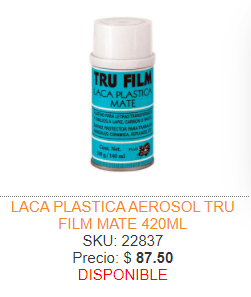 TRU FILM
LACA PLASTICA
MATE
LACA PLASTICA AEROSOL TRU
FILM MATE 420ML
SKU: 22837
Precio: $ 87.50
DISPONIBLE